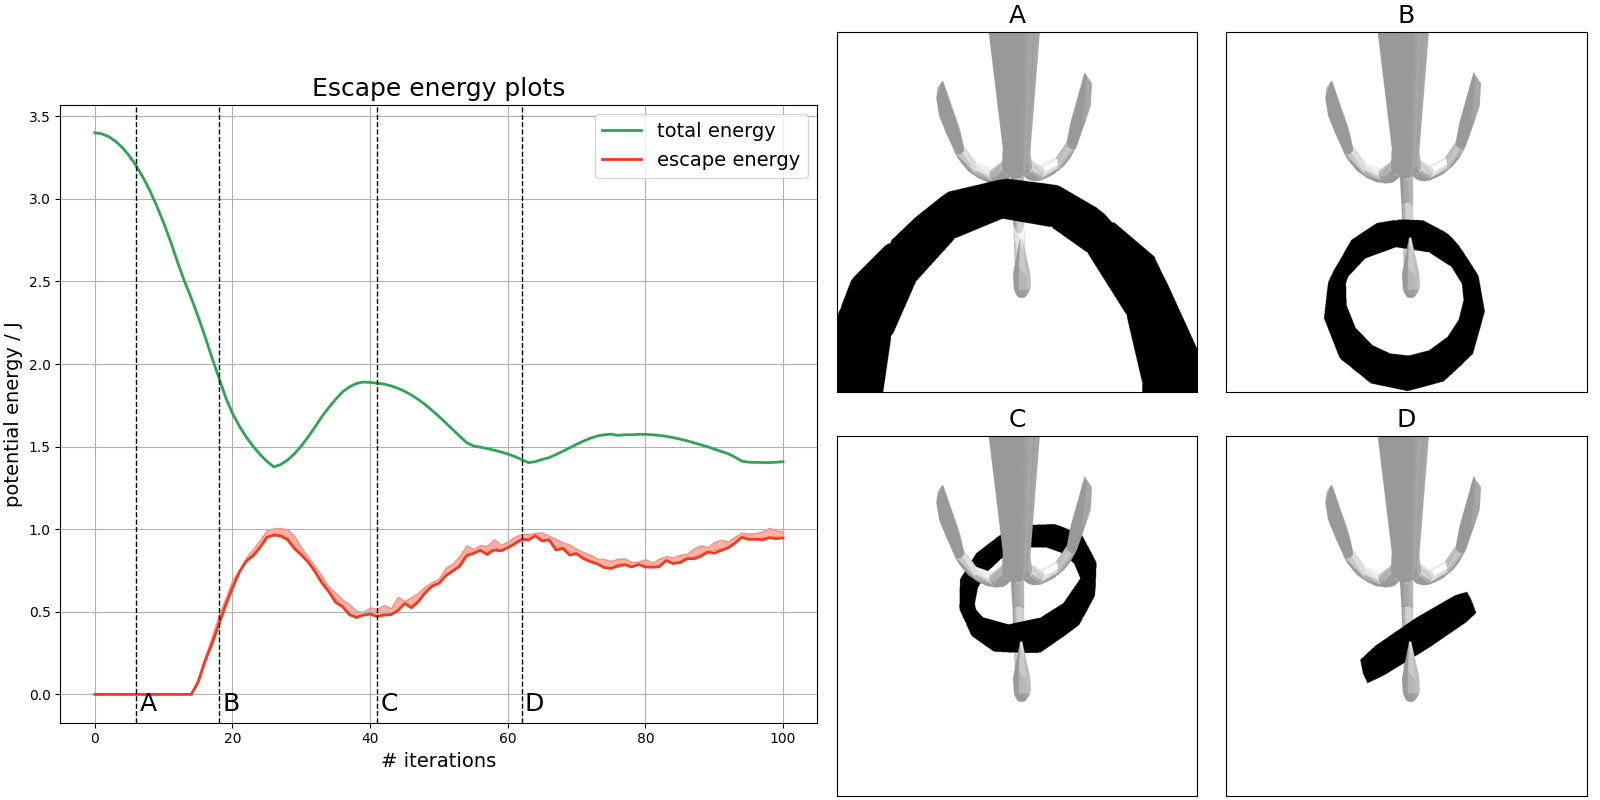 Escape energy plots
total energy
escape energy
potential energy / J
3.5
3.0
2.5
2.0
1.5
1.0
0.5
0.0
A
B
C
D
0
20
40
60
80
100
# iterations
A
B
C
D